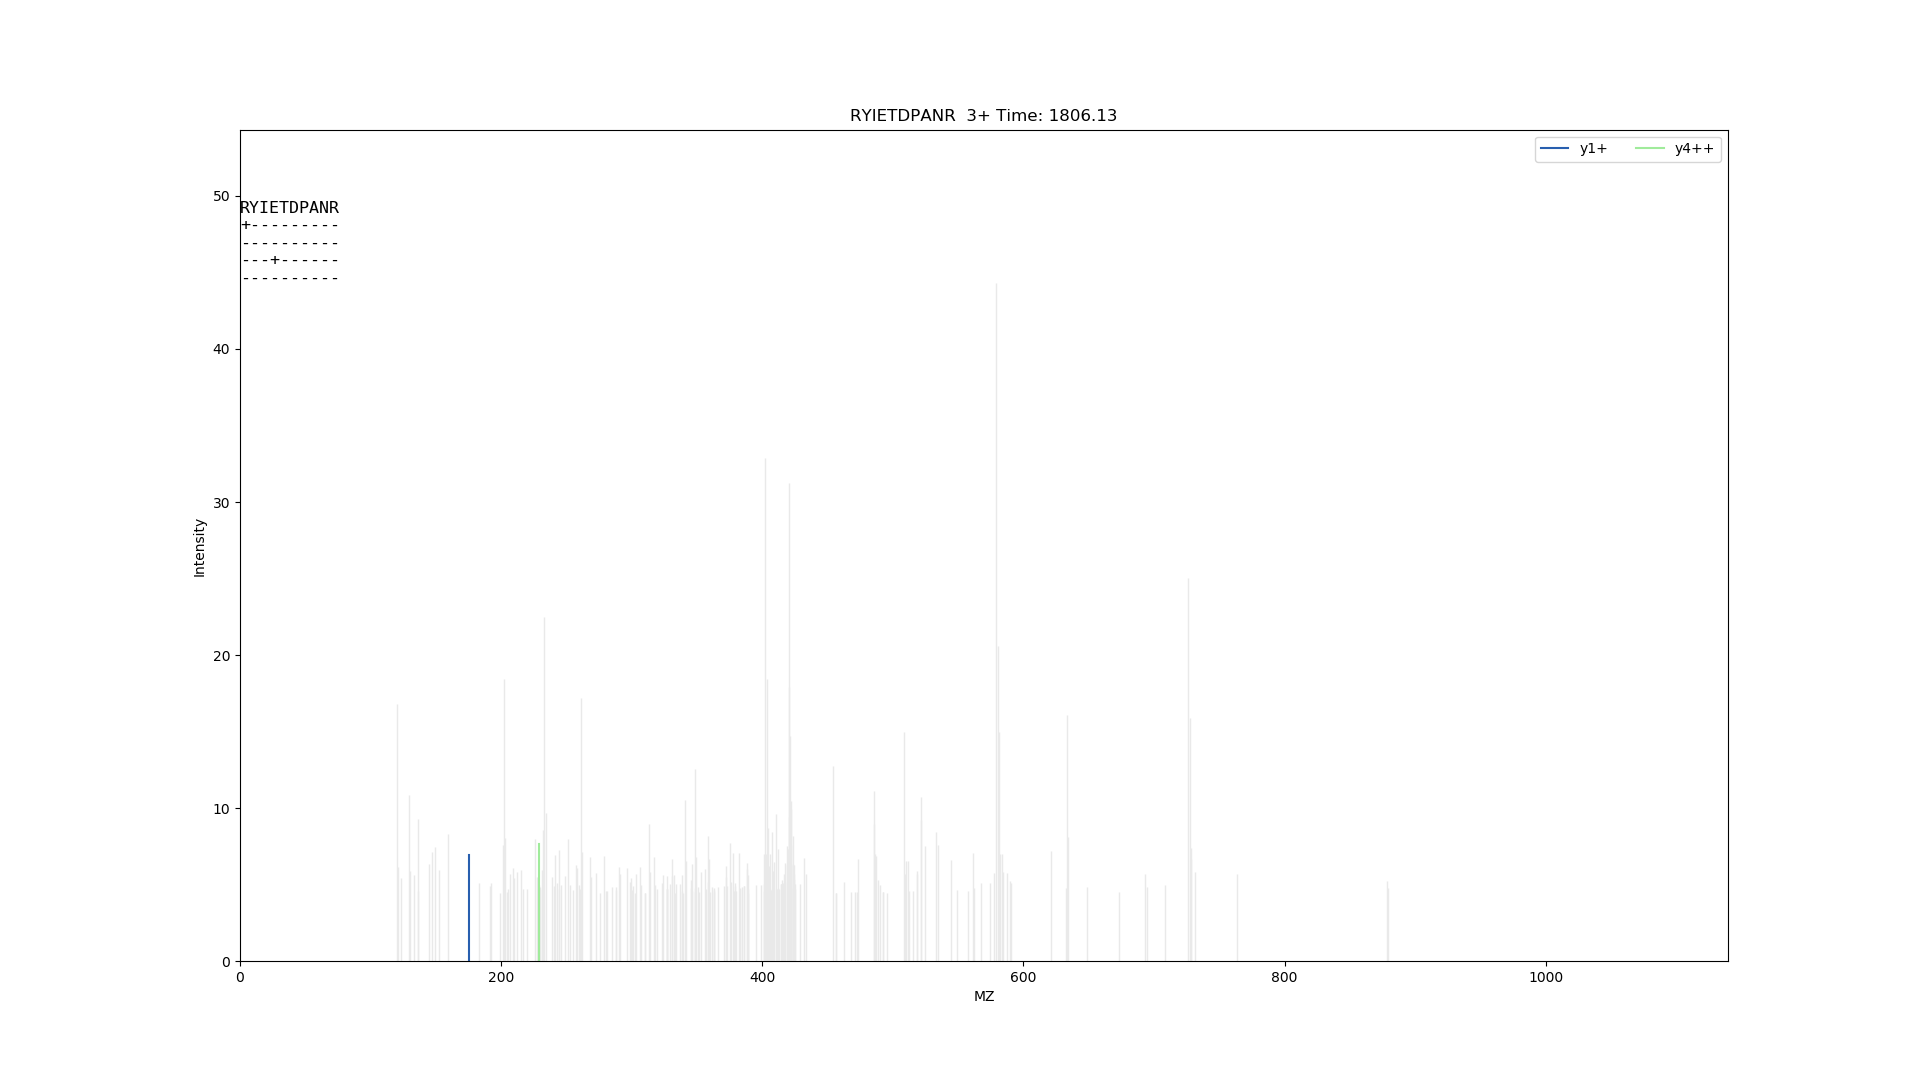 RYIETDPANR  3+ Time: 1806.13
y1+ y4++
50
RYIETDPANR
+---------
----------
---+------
----------
40
30
20
10
0
Intensity
0 200 400 600 800 1000
MZ